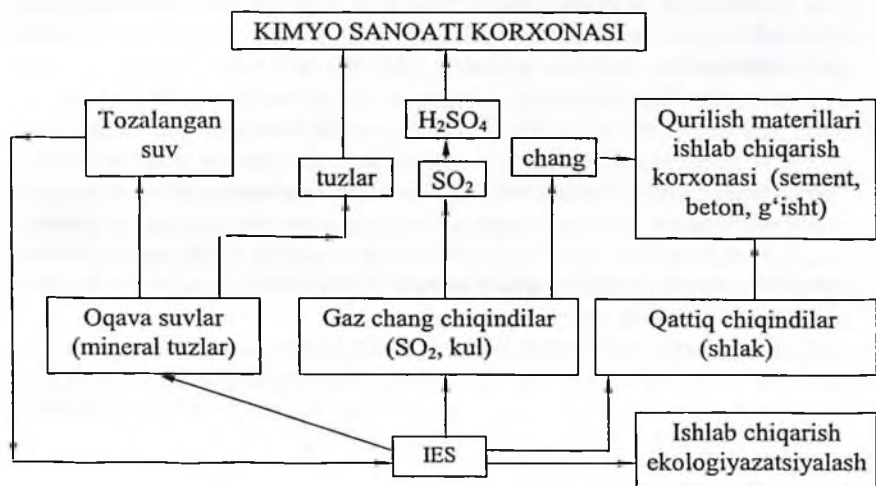 KIMYO SANOATI KORXONASI
Tozalangan
suv
H₂SO₄
Qurilish materillari
ishlab chiqarish
korxonasi (sement,
beton, g‘isht)
chang
tuzlar
SO₂
Oqava suvlar
(mineral tuzlar)
Gaz chang chiqindilar
(SO₂, kul)
Qattiq chiqindilar
(shlak)
IES
Ishlab chiqarish
ekologiyazatsiyalash